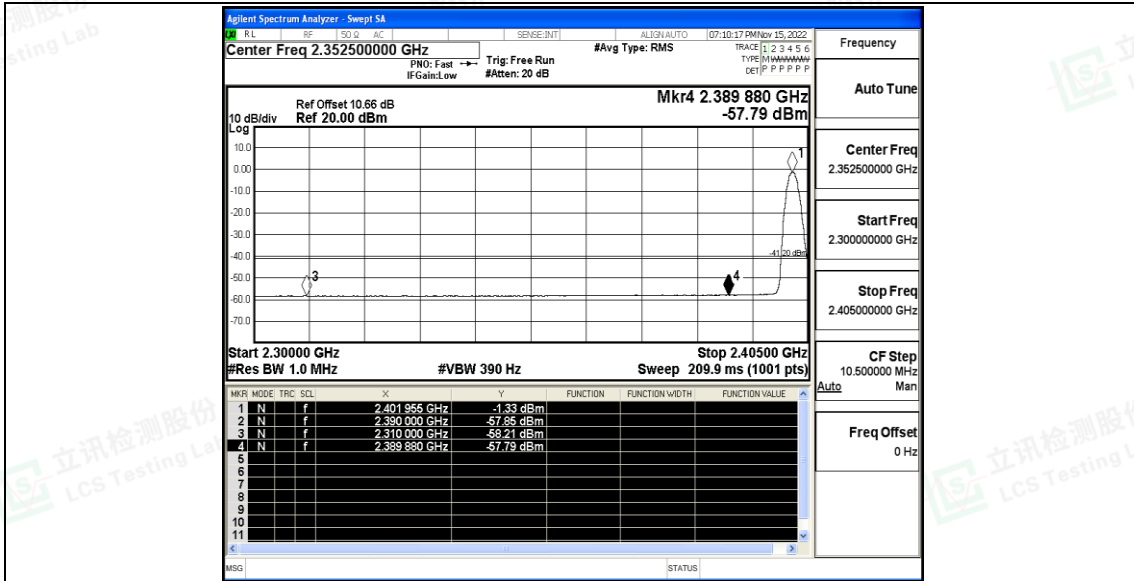 Agilent Spectrum Analyzer - Swept SA
RL RF 50 Ω AC SENSE:INT ALIGNAUTO 07:10:17 PM Nov 15, 2022
Center Freq 2.352500000 GHz
PNO: Fast
IFGain:Low
Trig: Free Run
#Atten: 20 dB
#Avg Type: RMS
TRACE 1 2 3 4 5 6
TYPE M WWWWW
DET P P P P P P
Mkr4 2.389 880 GHz
-57.79 dBm
Ref Offset 10.66 dB
10 dB/div Ref 20.00 dBm
Log
10.0
0.00
-10.0
-20.0
-30.0
-40.0
-50.0
-60.0
-70.0
1
3
4
-41.20 dBm
Start 2.30000 GHz Stop 2.40500 GHz
#Res BW 1.0 MHz #VBW 390 Hz Sweep 209.9 ms (1001 pts)
MKR MODE TRC SCL X Y FUNCTION FUNCTION WIDTH FUNCTION VALUE
1 N f 2.401 955 GHz -1.33 dBm
2 N f 2.390 000 GHz -57.85 dBm
3 N f 2.310 000 GHz -58.21 dBm
4 N f 2.389 880 GHz -57.79 dBm
5
6
7
8
9
10
11
MSG STATUS
Frequency
Auto Tune
Center Freq
2.352500000 GHz
Start Freq
2.300000000 GHz
Stop Freq
2.405000000 GHz
CF Step
10.500000 MHz
Auto Man
Freq Offset
0 Hz
立讯检测股份
LCS Testing Lab
立讯检测股份
LCS Testing L
sting Lab